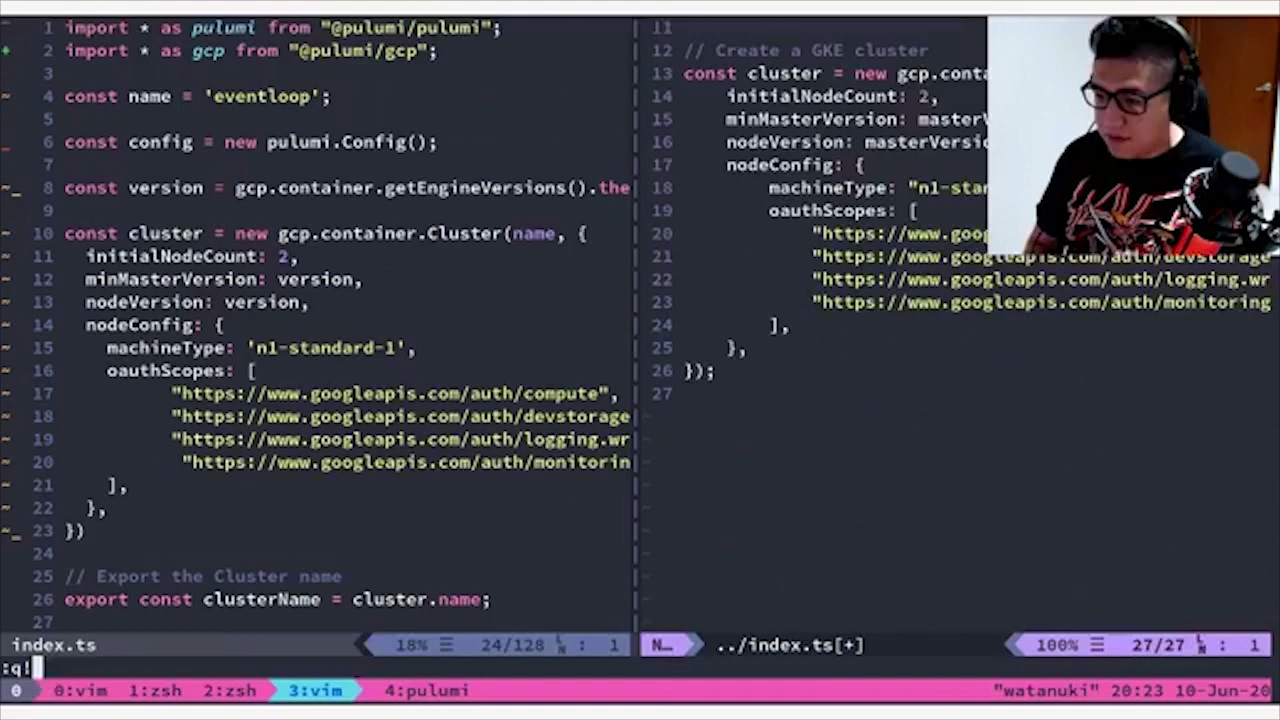 1 import * as pulumi from "@pulumi/pulumi";
2 import * as gcp from "@pulumi/gcp";
3
4 const name = 'eventloop';
5
6 const config = new pulumi.Config();
7
8 const version = gcp.container.getEngineVersions().the
9
10 const cluster = new gcp.container.Cluster(name, {
11 initialNodeCount: 2,
12 minMasterVersion: version,
13 nodeVersion: version,
14 nodeConfig: {
15 machineType: 'n1-standard-1',
16 oauthScopes: [
17 "https://www.googleapis.com/auth/compute",
18 "https://www.googleapis.com/auth/devstorage
19 "https://www.googleapis.com/auth/logging.wr
20 "https://www.googleapis.com/auth/monitorin
21 ],
22 },
23 })
24
25 // Export the Cluster name
26 export const clusterName = cluster.name;
27
index.ts 18% 24/128 : 1
11
12 // Create a GKE cluster
13 const cluster = new gcp.conta
14 initialNodeCount: 2,
15 minMasterVersion: master
16 nodeVersion: masterVersi
17 nodeConfig: {
18 machineType: "n1-stan
19 oauthScopes: [
20 "https://www.goog
21 "https://www.googleapis.com/auth/devstorage
22 "https://www.googleapis.com/auth/logging.wr
23 "https://www.googleapis.com/auth/monitoring
24 ],
25 },
26 });
27
N… ../index.ts[+] 100% 27/27 : 1
:q!
0 0:vim 1:zsh 2:zsh 3:vim 4:pulumi "watanuki" 20:23 10-Jun-20